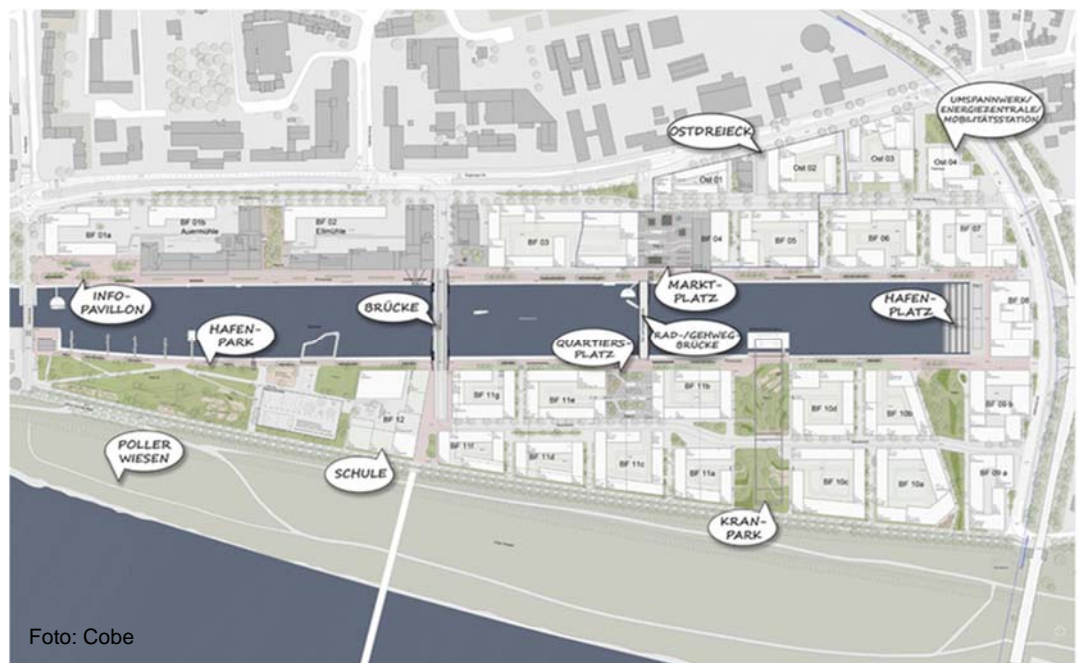 UMSPANNWERK/
ENERGIEZENTRALE/
MOBILITÄTSSTATION
OSTDREIECK
Ost 01
Ost 02
Ost 03
Ost 04
BF 01a
BF 01b
Auermühle
BF 02
Ellmühle
BF 03
BF 04
BF 05
BF 06
BF 07
INFO-
PAVILLON
BRÜCKE
MARKT-
PLATZ
HAFEN-
PLATZ
BF 08
HAFEN-
PARK
QUARTIERS-
PLATZ
RAD-/GEHWEG-
BRÜCKE
BF 11g
BF 11e
BF 11b
BF 10d
BF 10b
BF 09 b
BF 12
BF 11f
BF 11d
BF 11c
BF 11a
BF 10c
BF 10a
BF 09 a
POLLER
WIESEN
SCHULE
KRAN-
PARK
Foto: Cobe